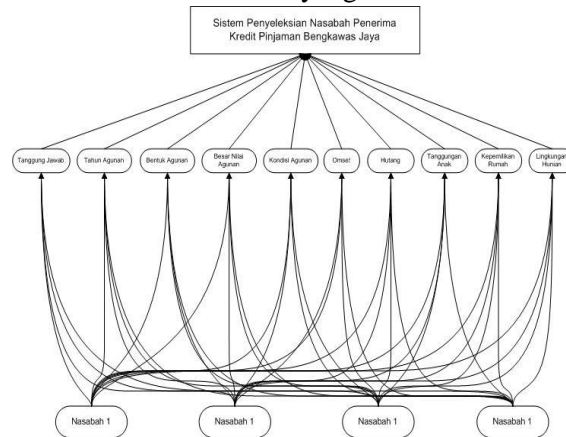 Sistem Penyeleksian Nasabah Penerima
Kredit Pinjaman Bengkawas Jaya
Tanggung Jawab
Tahun Agunan
Bentuk Agunan
Besar Nilai
Agunan
Kondisi Agunan
Omset
Hutang
Tanggungan
Anak
Kepemilikan
Rumah
Lingkungan
Hunian
Nasabah 1
Nasabah 1
Nasabah 1
Nasabah 1